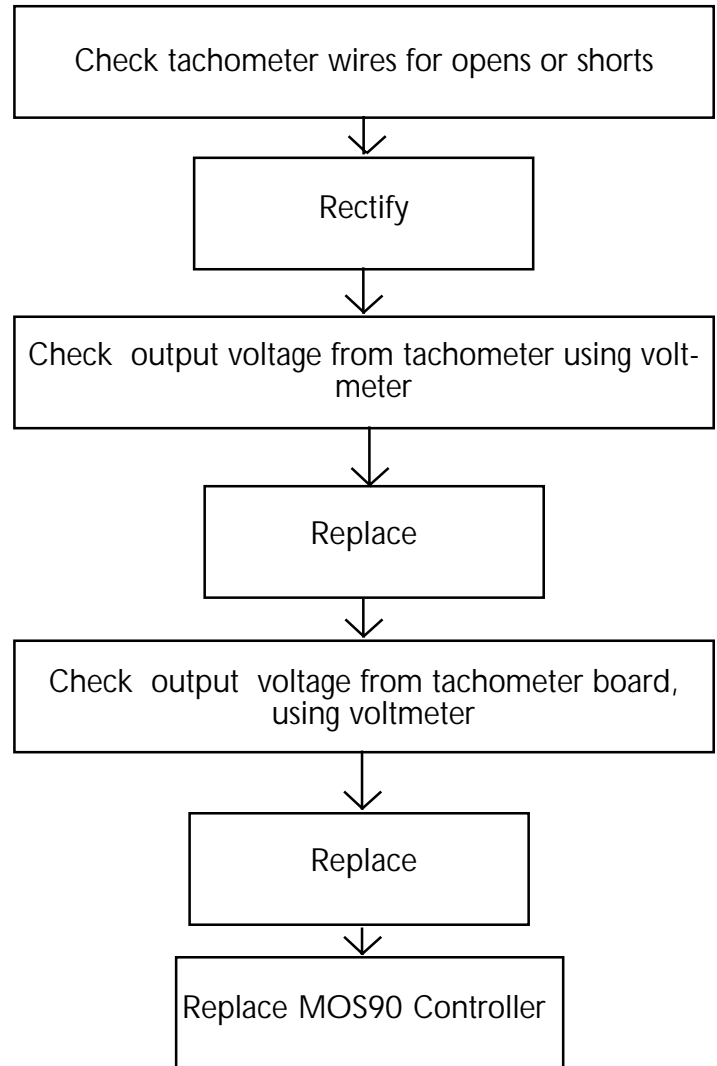 Check tachometer wires for opens or shorts
Rectify
Check output voltage from tachometer using volt-
meter
Replace
Check output voltage from tachometer board,
using voltmeter
Replace
Replace MOS90 Controller